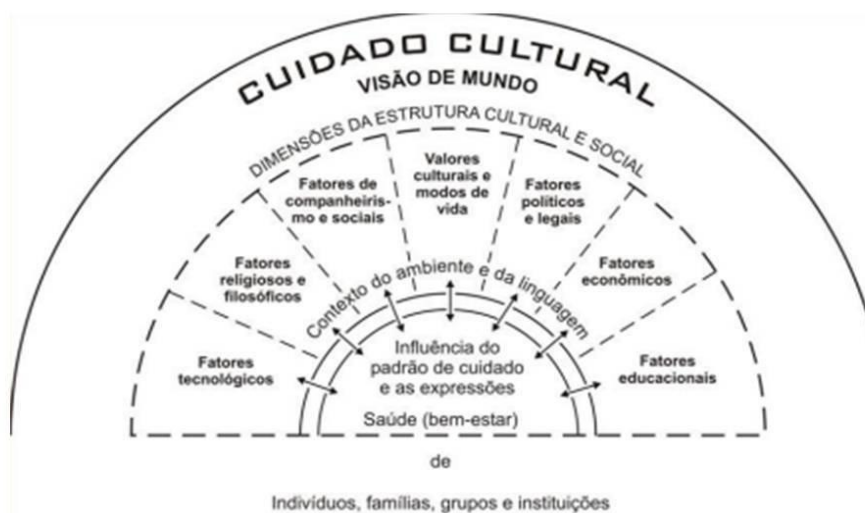 CUIDADO CULTURAL
VISÃO DE MUNDO
DIMENSÕES DA ESTRUTURA CULTURAL E SOCIAL
Fatores
tecnológicos
Fatores
religiosos e
filosóficos
Fatores de
companheiris-
mo e sociais
Valores
culturais e
modos de
vida
Fatores
políticos
e legais
Fatores
econômicos
Fatores
educacionais
Contexto do ambiente e da linguagem
Influência do
padrão de cuidado
e as expressões
Saúde (bem-estar)
de
Indivíduos, famílias, grupos e instituições